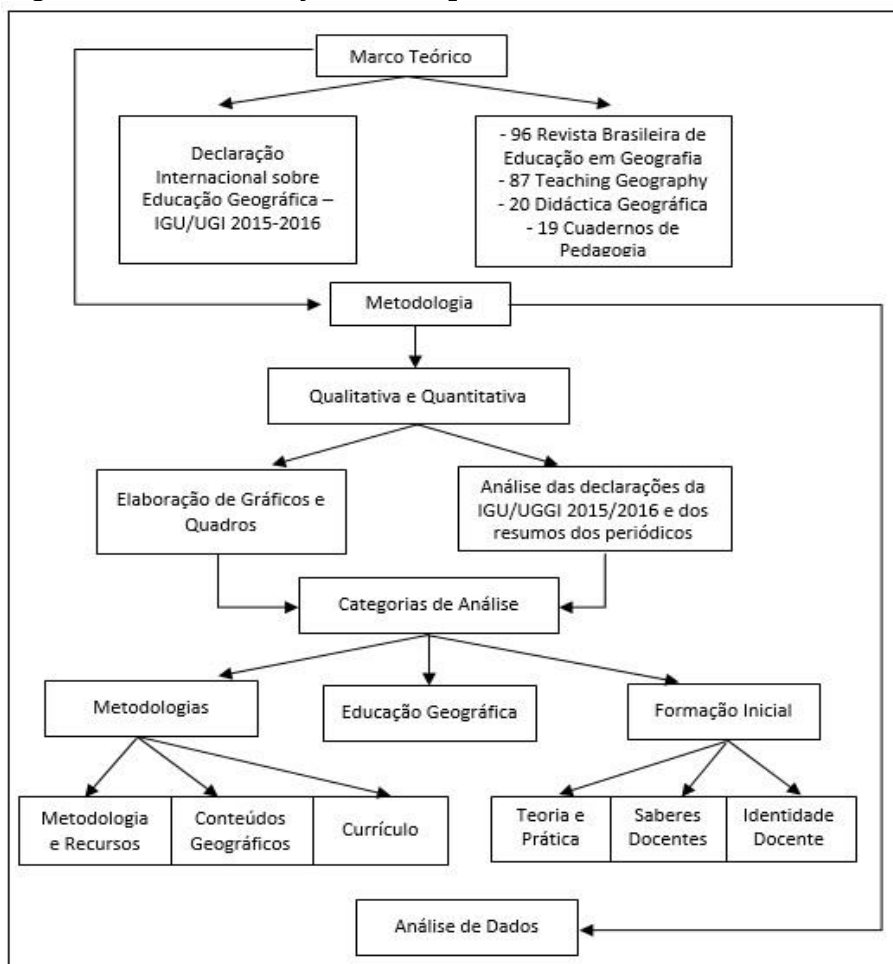 Marco Teórico
Declaração
Internacional sobre
Educação Geográfica –
IGU/UGI 2015-2016
- 96 Revista Brasileira de
Educação em Geografia
- 87 Teaching Geography
- 20 Didáctica Geográfica
- 19 Cuadernos de
Pedagogia
Metodologia
Qualitativa e Quantitativa
Elaboração de Gráficos e
Quadros
Análise das declarações da
IGU/UGGI 2015/2016 e dos
resumos dos periódicos
Categorias de Análise
Metodologias
Educação Geográfica
Formação Inicial
Metodologia
e Recursos
Conteúdos
Geográficos
Currículo
Teoria e
Prática
Saberes
Docentes
Identidade
Docente
Análise de Dados